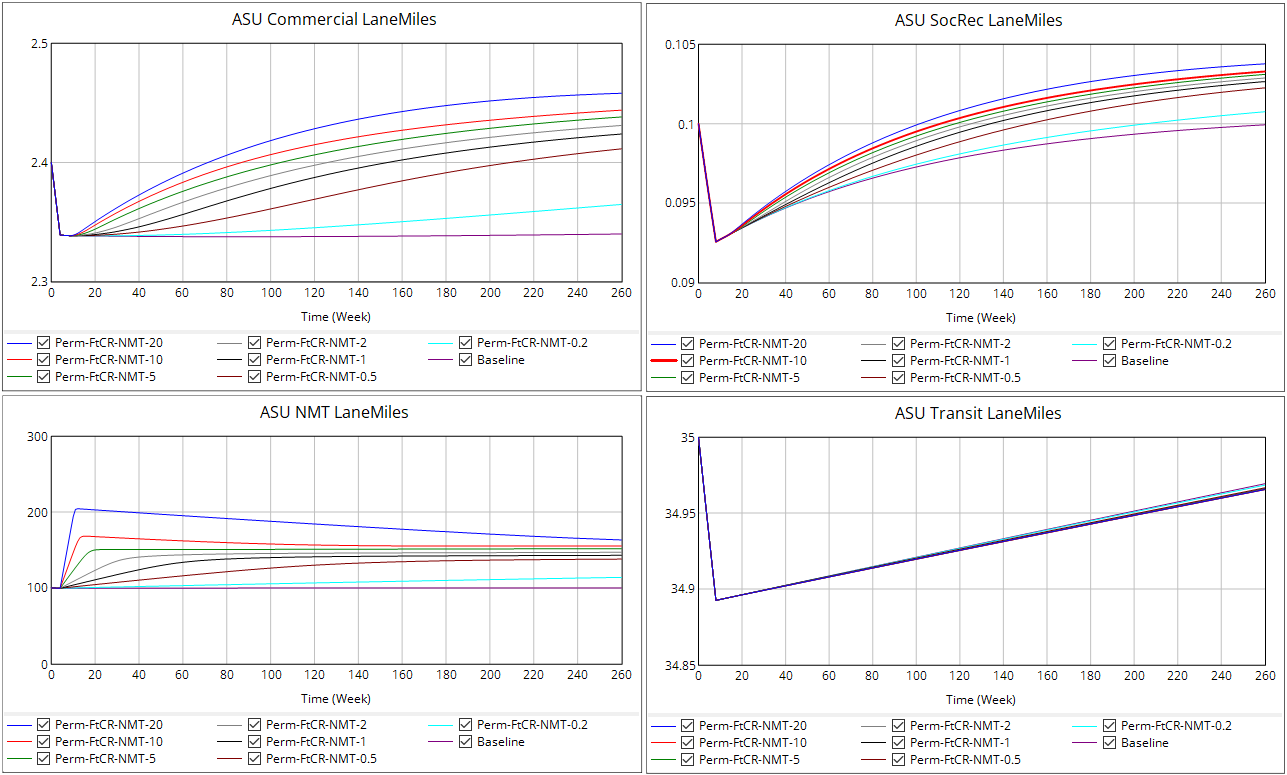 ASU Commercial LaneMiles
2.5
2.4
2.3
0 20 40 60 80 100 120 140 160 180 200 220 240 260
Time (Week)
Perm-FtCR-NMT-20 Perm-FtCR-NMT-2 Perm-FtCR-NMT-0.2
Perm-FtCR-NMT-10 Perm-FtCR-NMT-1 Baseline
Perm-FtCR-NMT-5 Perm-FtCR-NMT-0.5
ASU SocRec LaneMiles
0.105
0.1
0.095
0.09
0 20 40 60 80 100 120 140 160 180 200 220 240 260
Time (Week)
Perm-FtCR-NMT-20 Perm-FtCR-NMT-2 Perm-FtCR-NMT-0.2
Perm-FtCR-NMT-10 Perm-FtCR-NMT-1 Baseline
Perm-FtCR-NMT-5 Perm-FtCR-NMT-0.5
ASU NMT LaneMiles
300
200
100
0
0 20 40 60 80 100 120 140 160 180 200 220 240 260
Time (Week)
Perm-FtCR-NMT-20 Perm-FtCR-NMT-2 Perm-FtCR-NMT-0.2
Perm-FtCR-NMT-10 Perm-FtCR-NMT-1 Baseline
Perm-FtCR-NMT-5 Perm-FtCR-NMT-0.5
ASU Transit LaneMiles
35
34.95
34.9
34.85
0 20 40 60 80 100 120 140 160 180 200 220 240 260
Time (Week)
Perm-FtCR-NMT-20 Perm-FtCR-NMT-2 Perm-FtCR-NMT-0.2
Perm-FtCR-NMT-10 Perm-FtCR-NMT-1 Baseline
Perm-FtCR-NMT-5 Perm-FtCR-NMT-0.5